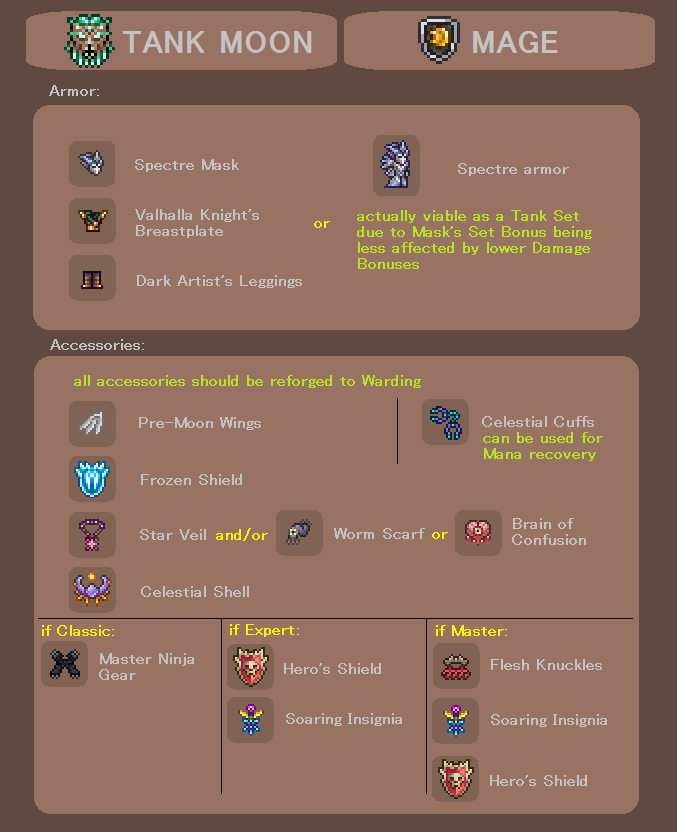 TANK MOON
MAGE
Armor:
Spectre Mask
Valhalla Knight's
Breastplate
Dark Artist's Leggings
or
Spectre armor
actually viable as a Tank Set
due to Mask's Set Bonus being
less affected by lower Damage
Bonuses
Accessories:
all accessories should be reforged to Warding
Pre-Moon Wings
Celestial Cuffs
can be used for
Mana recovery
Frozen Shield
Star Veil and/or
Worm Scarf or
Brain of
Confusion
Celestial Shell
if Classic:
Master Ninja
Gear
if Expert:
Hero's Shield
Soaring Insignia
if Master:
Flesh Knuckles
Soaring Insignia
Hero's Shield